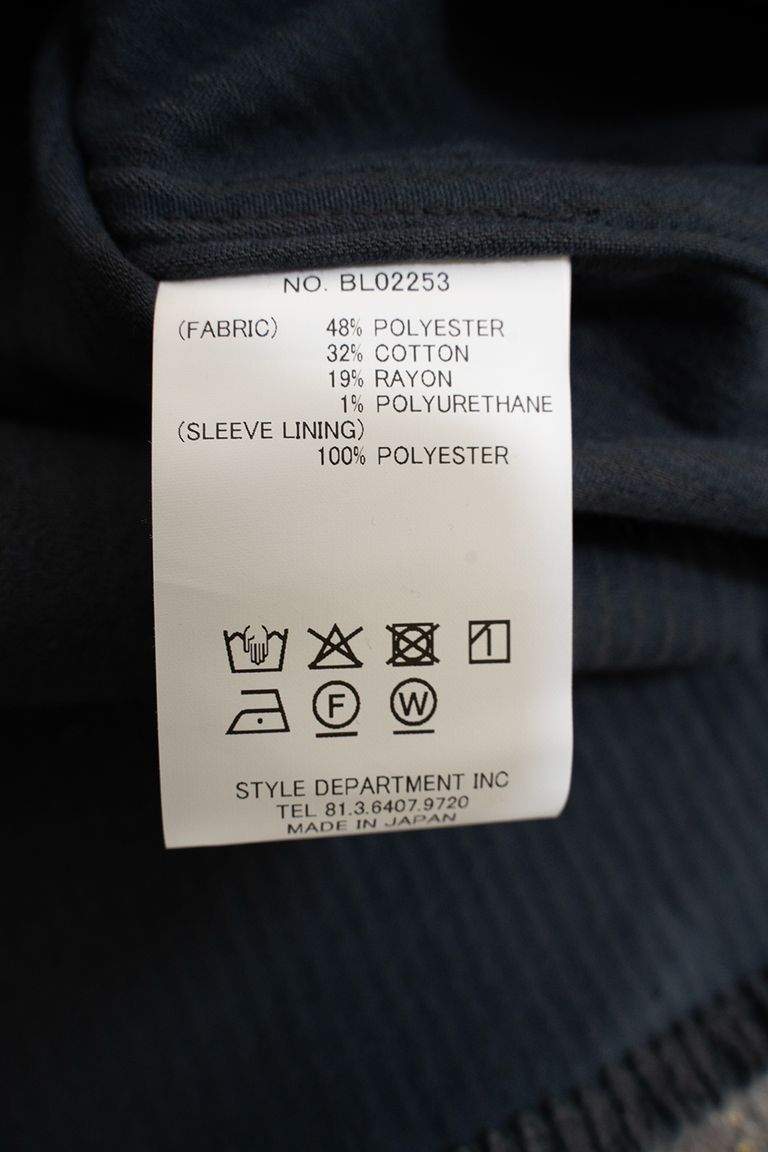 NO. BL02253
(FABRIC) 48% POLYESTER
32% COTTON
19% RAYON
1% POLYURETHANE
(SLEEVE LINING)
100% POLYESTER
F W
STYLE DEPARTMENT INC
TEL 81.3.6407.9720
MADE IN JAPAN